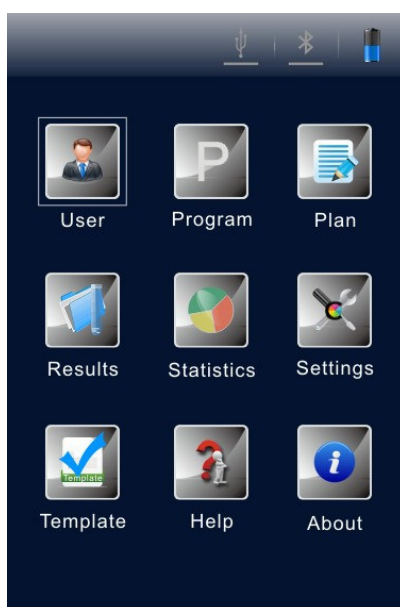 P
User Program Plan
Results Statistics Settings
Template
Template Help About